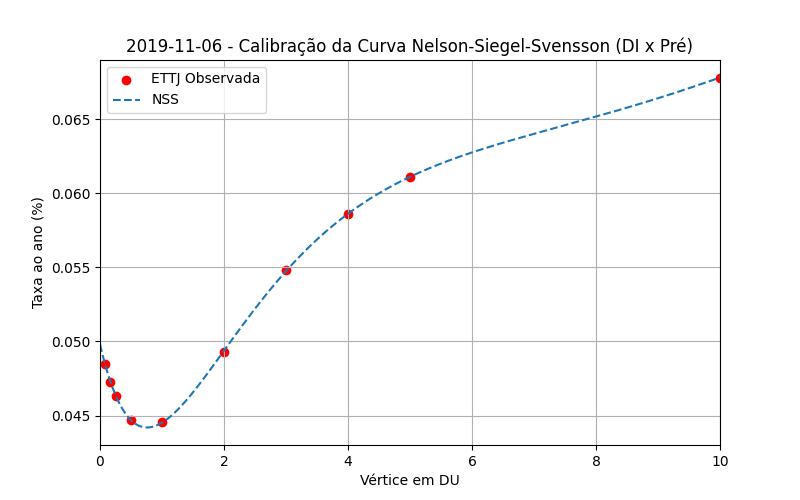 2019-11-06 - Calibração da Curva Nelson-Siegel-Svensson (DI x Pré)
ETTJ Observada
NSS
Taxa ao ano (%)
0.065
0.060
0.055
0.050
0.045
0 2 4 6 8 10
Vértice em DU